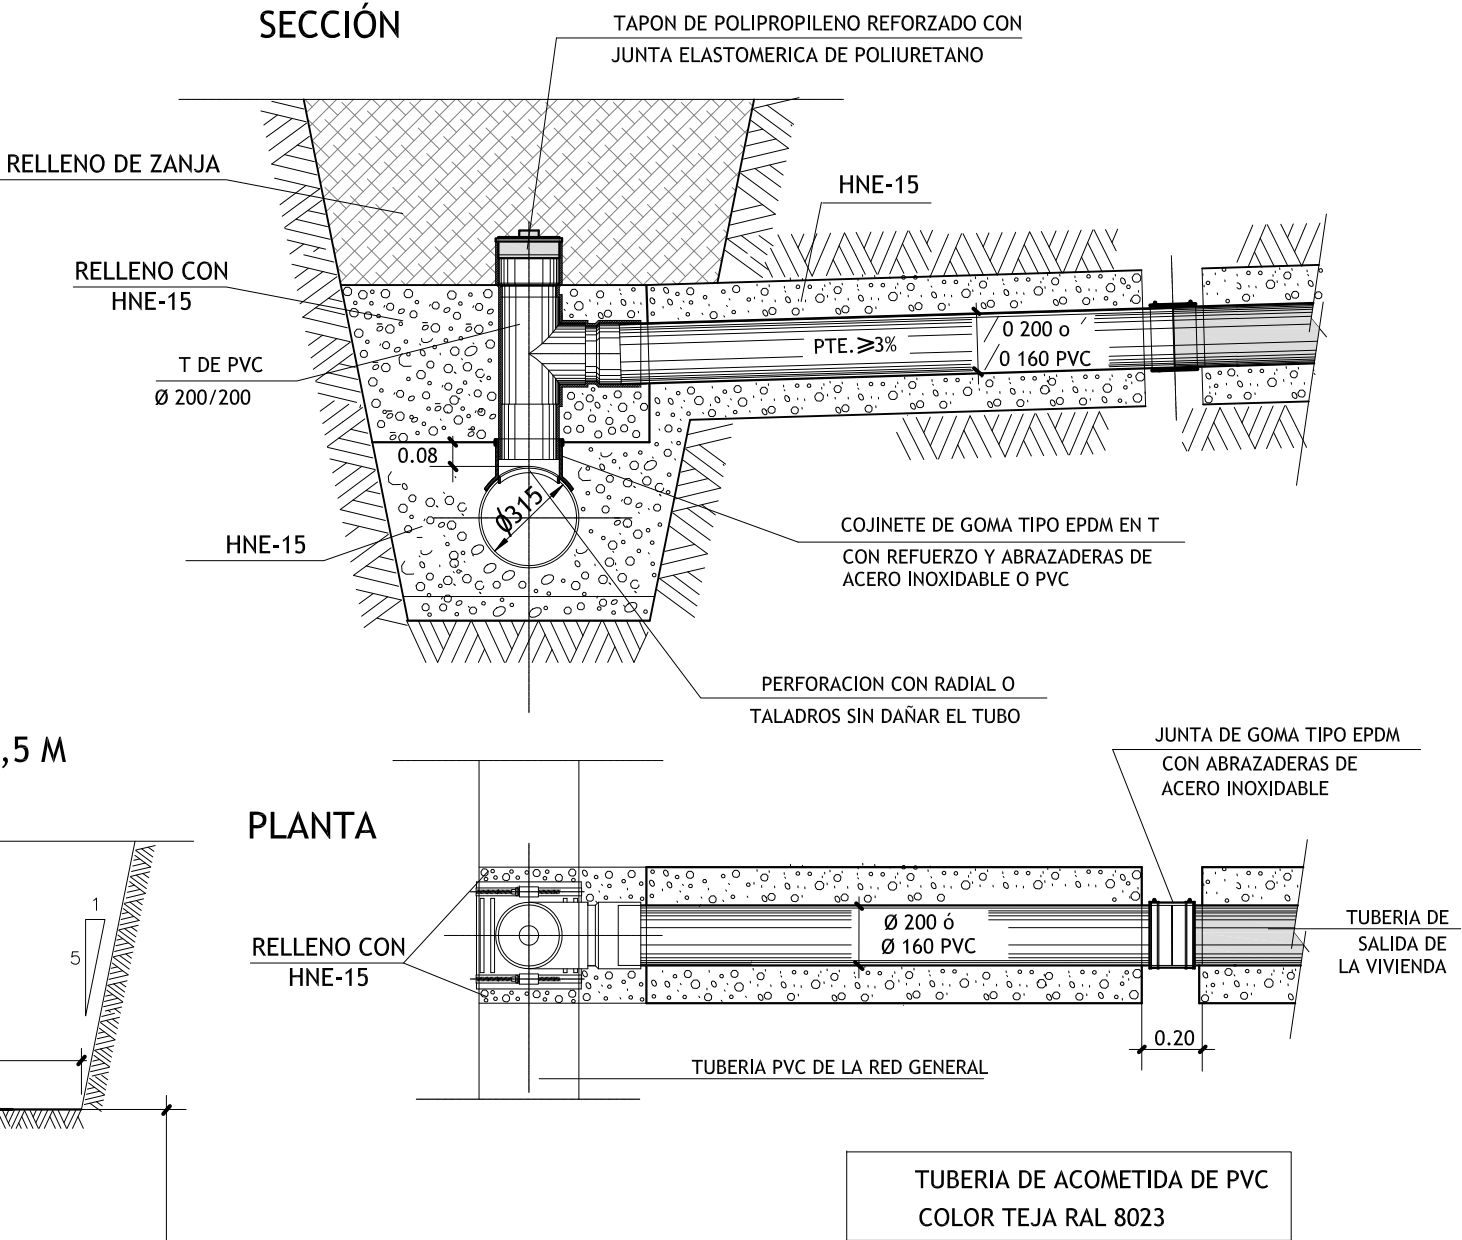 SECCIÓN
TAPON DE POLIPROPILENO REFORZADO CON
JUNTA ELASTOMERICA DE POLIURETANO
RELLENO DE ZANJA
HNE-15
RELLENO CON
HNE-15
T DE PVC
Ø 200/200
PTE.⩾3%
0 200 o
0 160 PVC
0.08
Ø315
HNE-15
COJINETE DE GOMA TIPO EPDM EN T
CON REFUERZO Y ABRAZADERAS DE
ACERO INOXIDABLE O PVC
PERFORACION CON RADIAL O
TALADROS SIN DAÑAR EL TUBO
,5 M
JUNTA DE GOMA TIPO EPDM
CON ABRAZADERAS DE
ACERO INOXIDABLE
PLANTA
1
5
RELLENO CON
HNE-15
Ø 200 ó
Ø 160 PVC
TUBERIA DE
SALIDA DE
LA VIVIENDA
0.20
TUBERÍA PVC DE LA RED GENERAL
TUBERIA DE ACOMETIDA DE PVC
COLOR TEJA RAL 8023